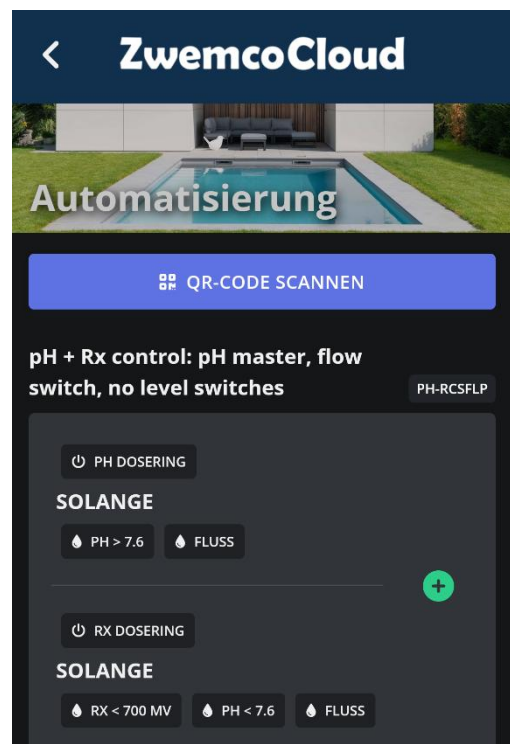 ZwemcoCloud
Automatisierung
QR-CODE SCANNEN
pH + Rx control: pH master, flow
switch, no level switches
PH-RCSFLP
PH DOSERING
SOLANGE
PH > 7.6 FLUSS
RX DOSERING
SOLANGE
RX < 700 MV PH < 7.6 FLUSS